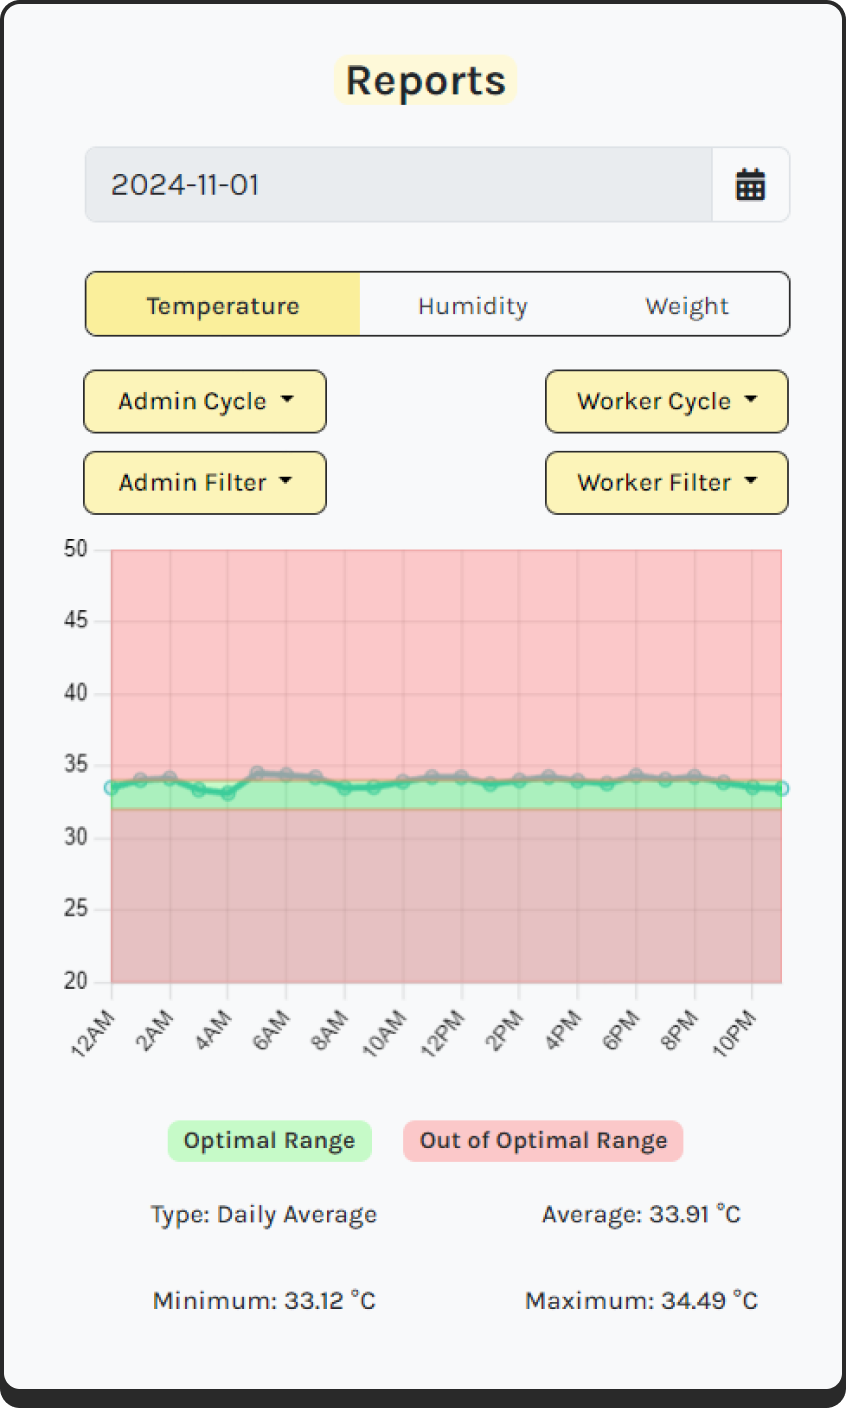 Reports
2024-11-01
Temperature Humidity Weight
Admin Cycle Worker Cycle
Admin Filter Worker Filter
50
45
40
35
30
25
20
12AM 2AM 4AM 6AM 8AM 10AM 12PM 2PM 4PM 6PM 8PM 10PM
Optimal Range Out of Optimal Range
Type: Daily Average Average: 33.91 °C
Minimum: 33.12 °C Maximum: 34.49 °C